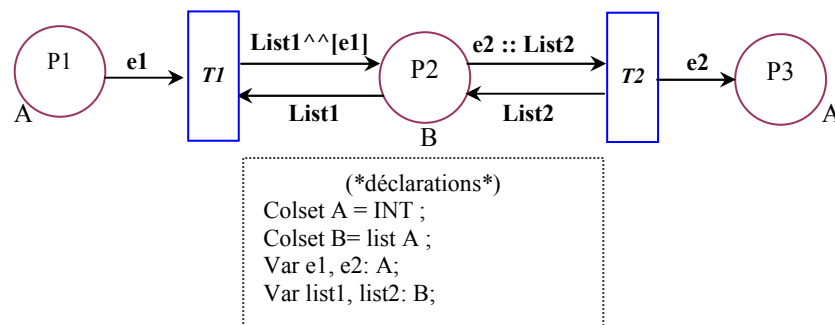 P1
A
e1
T1
List1^^[e1]
List1
P2
B
e2 :: List2
List2
T2
e2
P3
A
(*déclarations*)
Colset A = INT ;
Colset B= list A ;
Var e1, e2: A;
Var list1, list2: B;